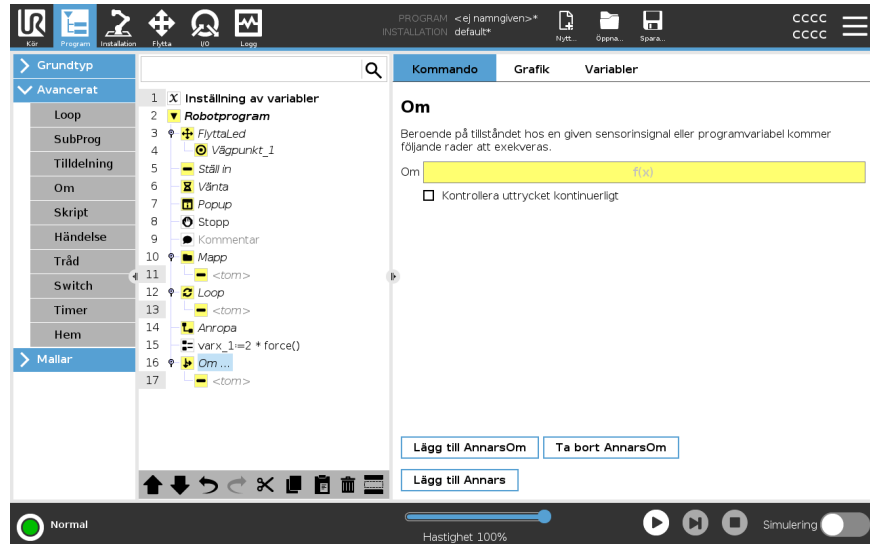 PROGRAM <ej namngiven>*
INSTALLATION default*
Kör
Program
Installation
Flytta
I/O
Logg
Nytt...
Öppna...
Spara...
cccc
cccc
Grundtyp
Avancerat
Loop
SubProg
Tilldelning
Om
Skript
Händelse
Tråd
Switch
Timer
Hem
Mallar
1 X Inställning av variabler
2 Robotprogram
3 FlyttaLed
4 Vägpunkt_1
5 Ställ in
6 Vänta
7 Popup
8 Stopp
9 Kommentar
10 Mapp
11 <tom>
12 Loop
13 <tom>
14 Anropa
15 varx_1:=2 * force()
16 Om ...
17 <tom>
Kommando
Grafik
Variabler
Om
Beroende på tillståndet hos en given sensorinsignal eller programvariabel kommer
följande rader att exekveras.
Om f(x)
Kontrollera uttrycket kontinuerligt
Lägg till AnnarsOm
Ta bort AnnarsOm
Lägg till Annars
Normal
Hastighet 100%
Simulering